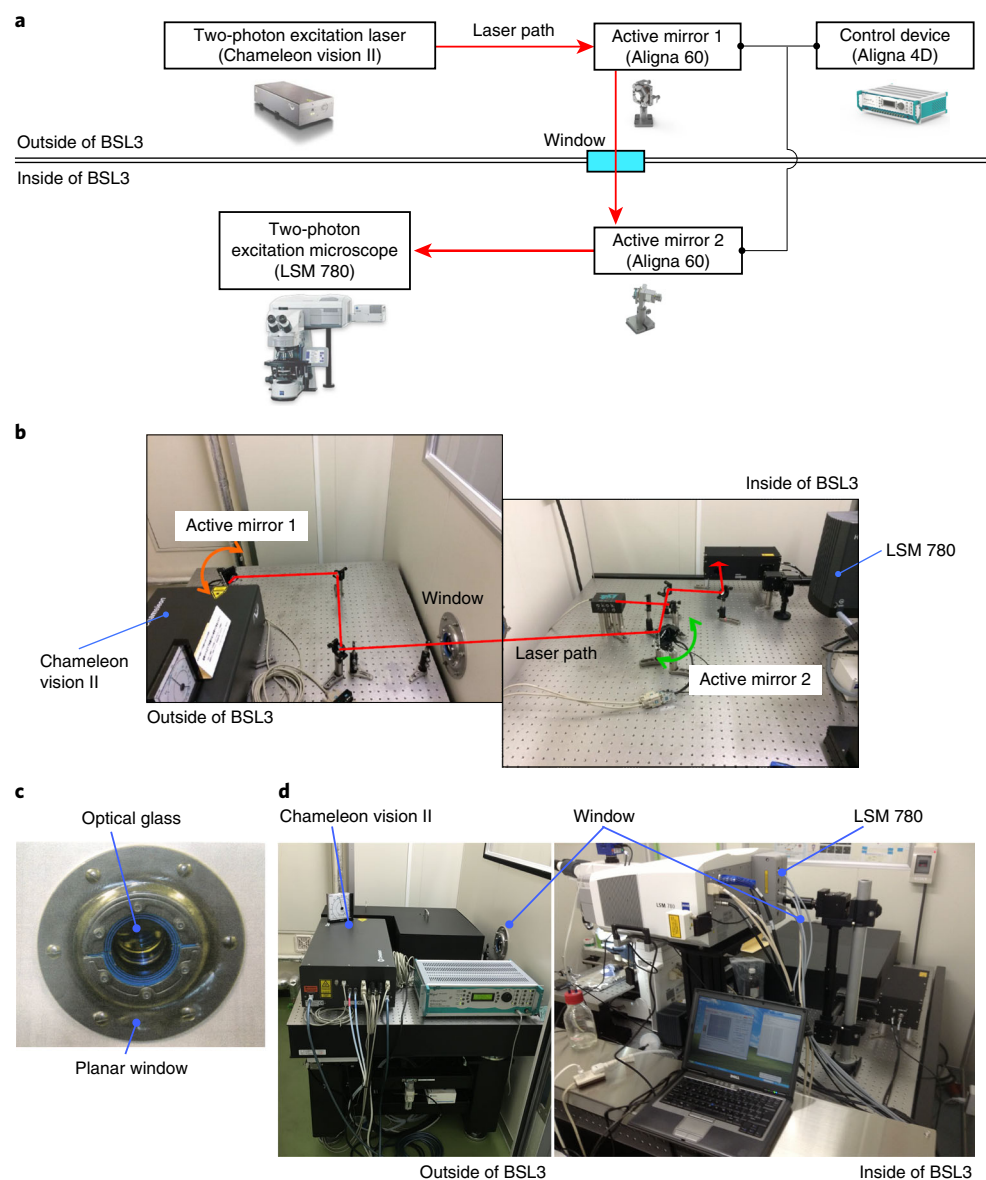 a
Two-photon excitation laser
(Chameleon vision II)
Laser path
Active mirror 1
(Aligna 60)
Control device
(Aligna 4D)
Outside of BSL3
Window
Inside of BSL3
Two-photon
excitation microscope
(LSM 780)
Active mirror 2
(Aligna 60)
b
Inside of BSL3
Active mirror 1
LSM 780
Window
Laser path
Chameleon
vision II
Active mirror 2
Outside of BSL3
c
d
Optical glass
Chameleon vision II
Window
LSM 780
LSM 780
Planar window
Outside of BSL3
Inside of BSL3